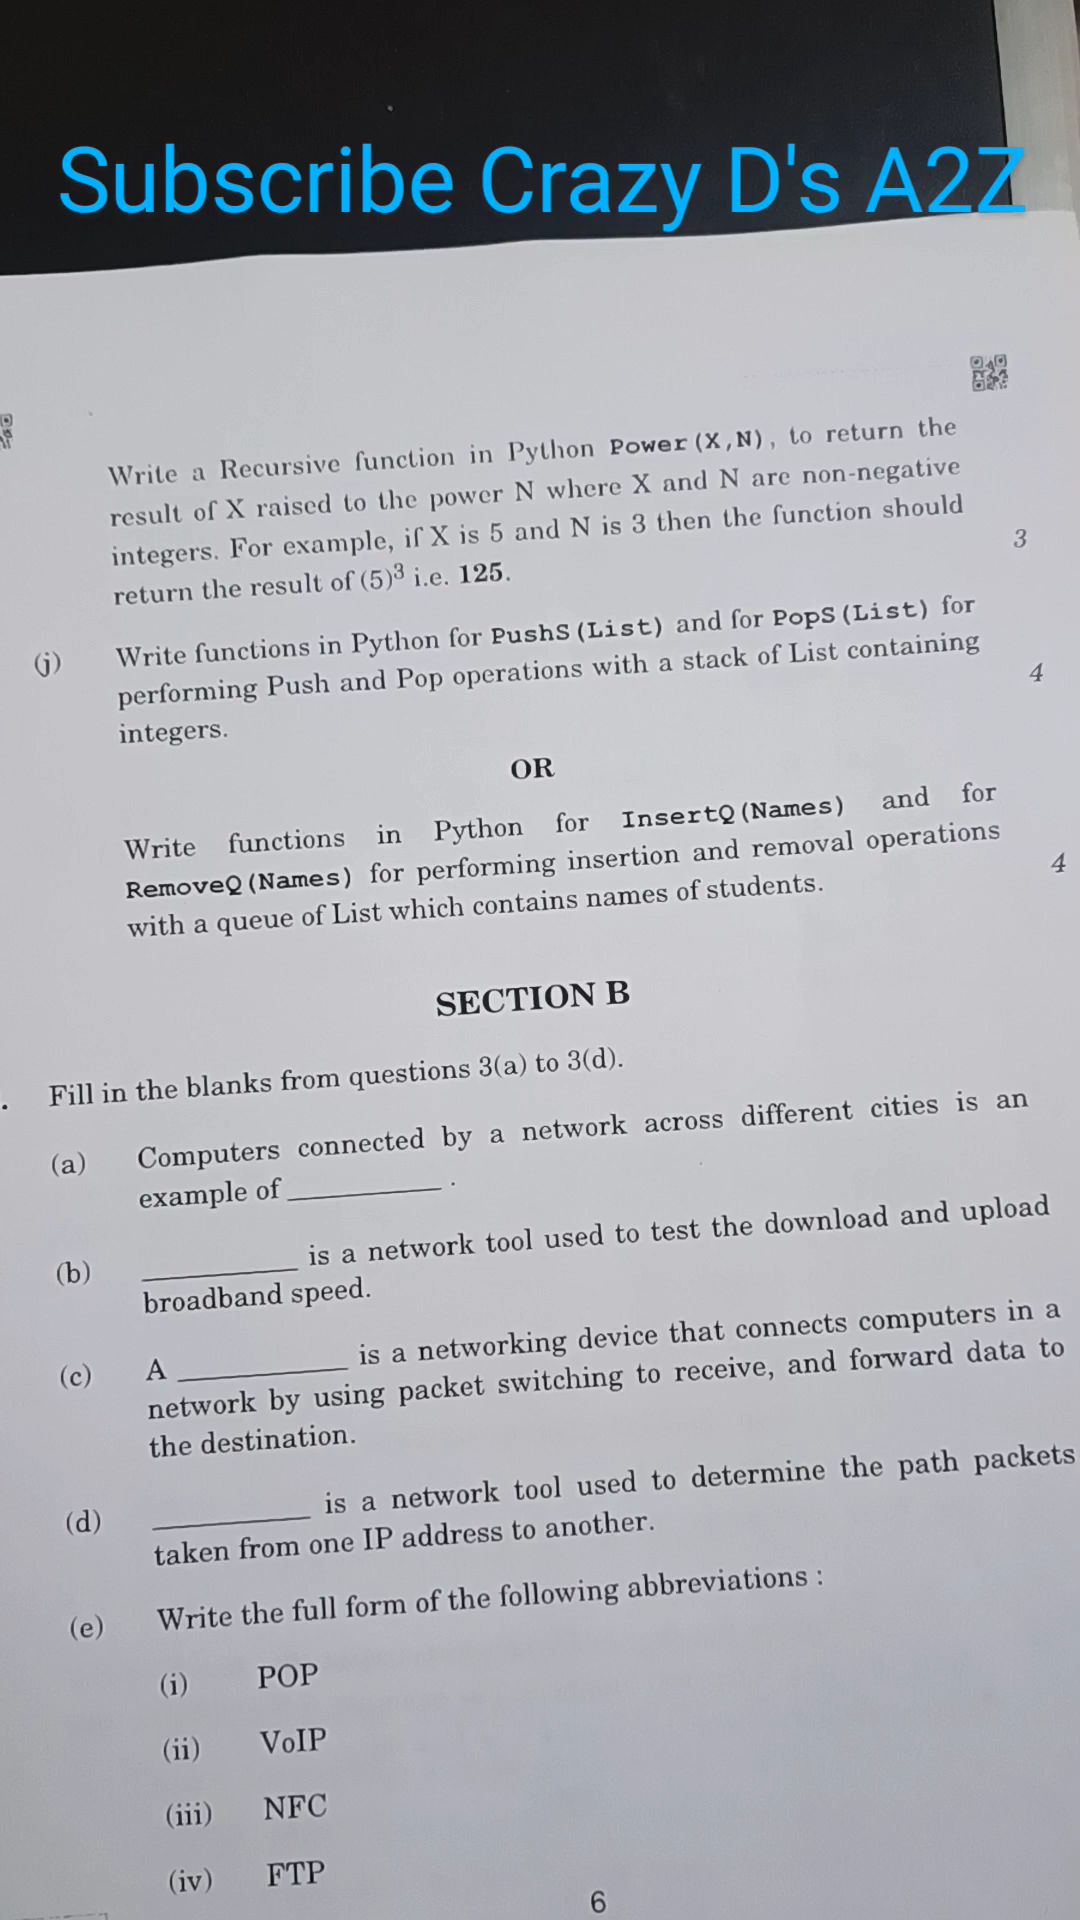 Subscribe Crazy D's A2Z
Write a Recursive function in Python Power(X,N), to return the
result of X raised to the power N where X and N are non-negative
integers. For example, if X is 5 and N is 3 then the function should
return the result of (5)³ i.e. 125.
3
(j) Write functions in Python for PushS(List) and for PopS(List) for
performing Push and Pop operations with a stack of List containing
integers.
4
OR
Write functions in Python for InsertQ(Names) and for
RemoveQ(Names) for performing insertion and removal operations
with a queue of List which contains names of students.
4
SECTION B
. Fill in the blanks from questions 3(a) to 3(d).
(a) Computers connected by a network across different cities is an
example of __________ .
(b) __________ is a network tool used to test the download and upload
broadband speed.
(c) A __________ is a networking device that connects computers in a
network by using packet switching to receive, and forward data to
the destination.
(d) __________ is a network tool used to determine the path packets
taken from one IP address to another.
(e) Write the full form of the following abbreviations :
(i) POP
(ii) VoIP
(iii) NFC
(iv) FTP
6